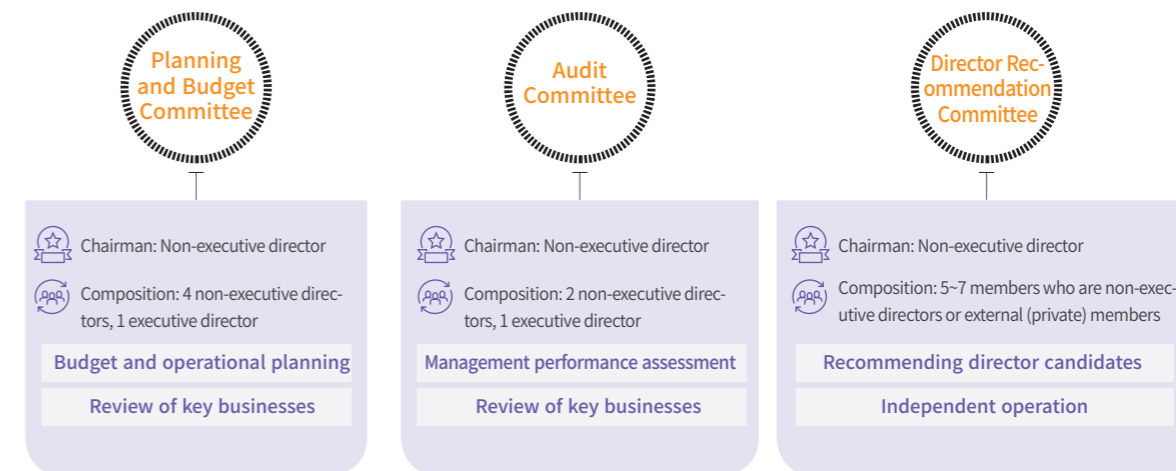 Planning
and Budget
Committee
Chairman: Non-executive director
Composition: 4 non-executive direc-
tors, 1 executive director
Budget and operational planning
Review of key businesses
Audit
Committee
Chairman: Non-executive director
Composition: 2 non-executive direc-
tors, 1 executive director
Management performance assessment
Review of key businesses
Director Rec-
ommendation
Committee
Chairman: Non-executive director
Composition: 5~7 members who are non-exec-
utive directors or external (private) members
Recommending director candidates
Independent operation